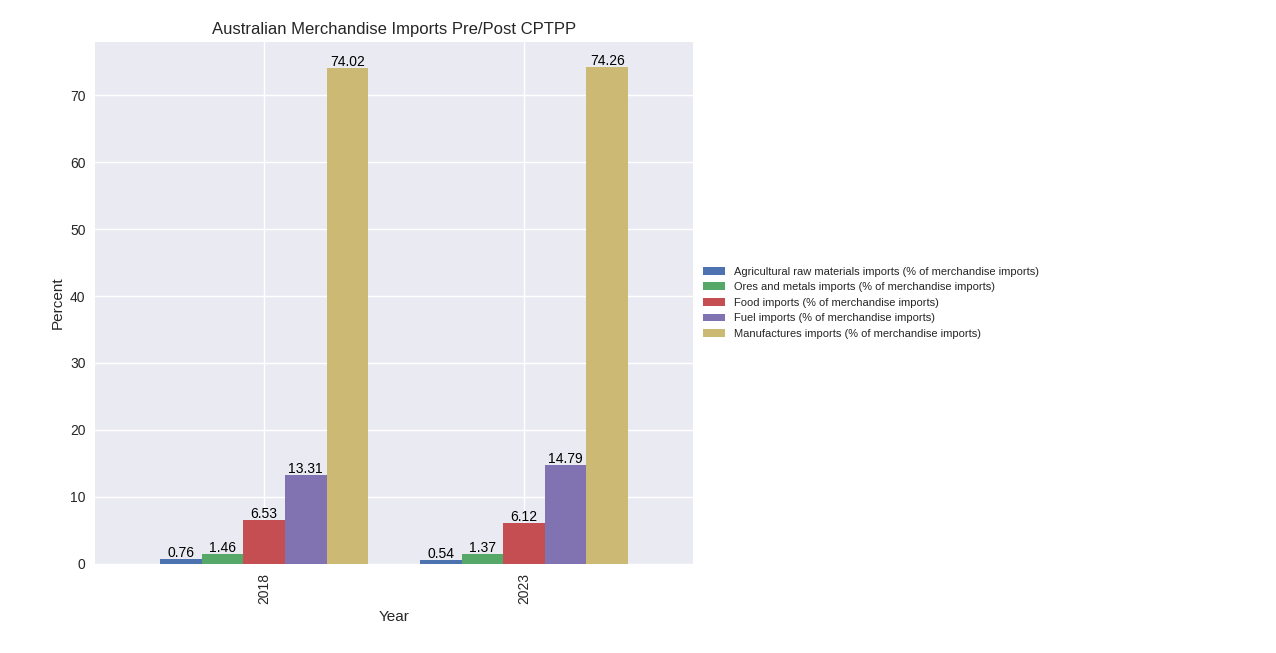 Australian Merchandise Imports Pre/Post CPTPP
74.02
74.26
70
60
50
40
30
20
10
0
Percent
13.31
14.79
6.53
6.12
0.76
1.46
0.54
1.37
2018
2023
Year
Agricultural raw materials imports (% of merchandise imports)
Ores and metals imports (% of merchandise imports)
Food imports (% of merchandise imports)
Fuel imports (% of merchandise imports)
Manufactures imports (% of merchandise imports)